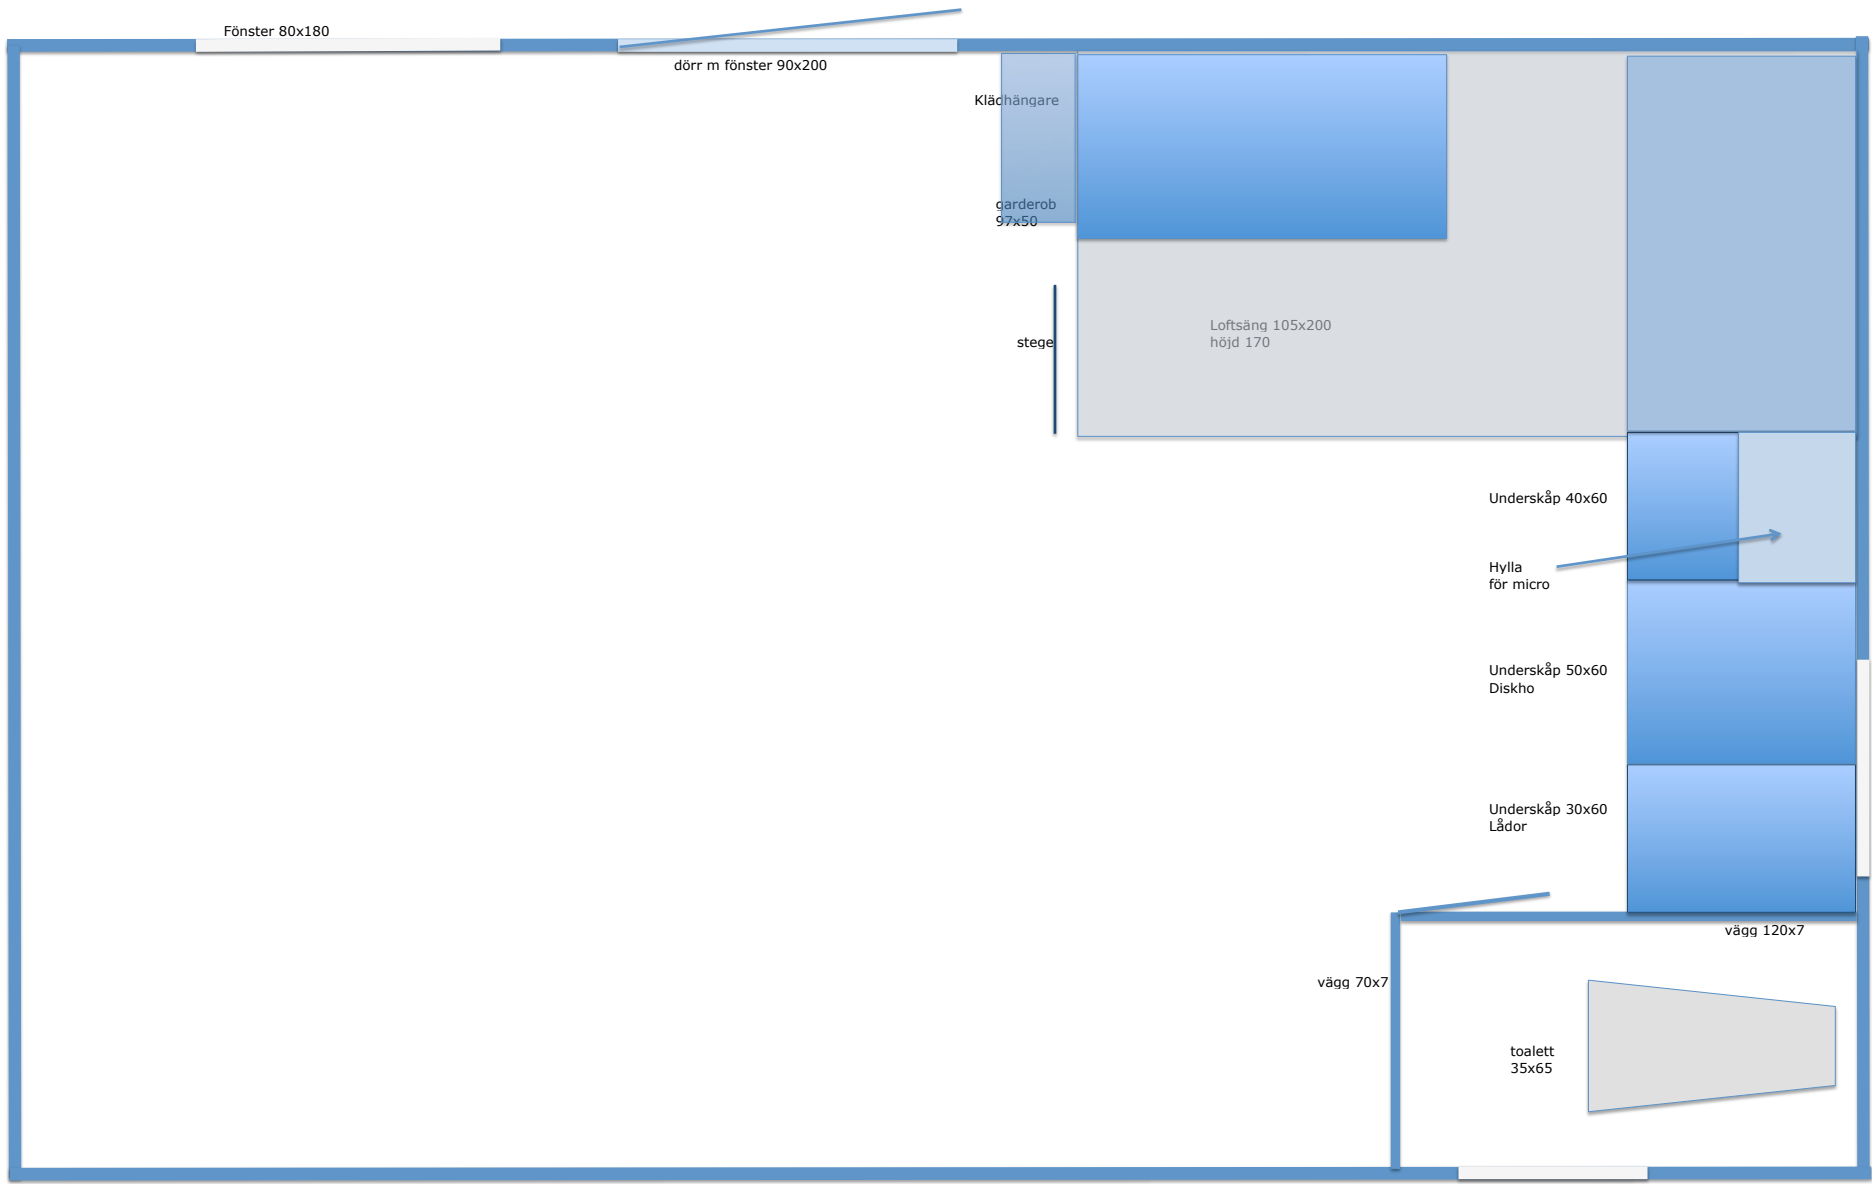 Fönster 80x180
dörr m fönster 90x200
Klädhängare
garderob
97x50
stege
Loftsäng 105x200
höjd 170
Underskåp 40x60
Hylla
för micro
Underskåp 50x60
Diskho
Underskåp 30x60
Lådor
vägg 120x7
vägg 70x7
toalett
35x65